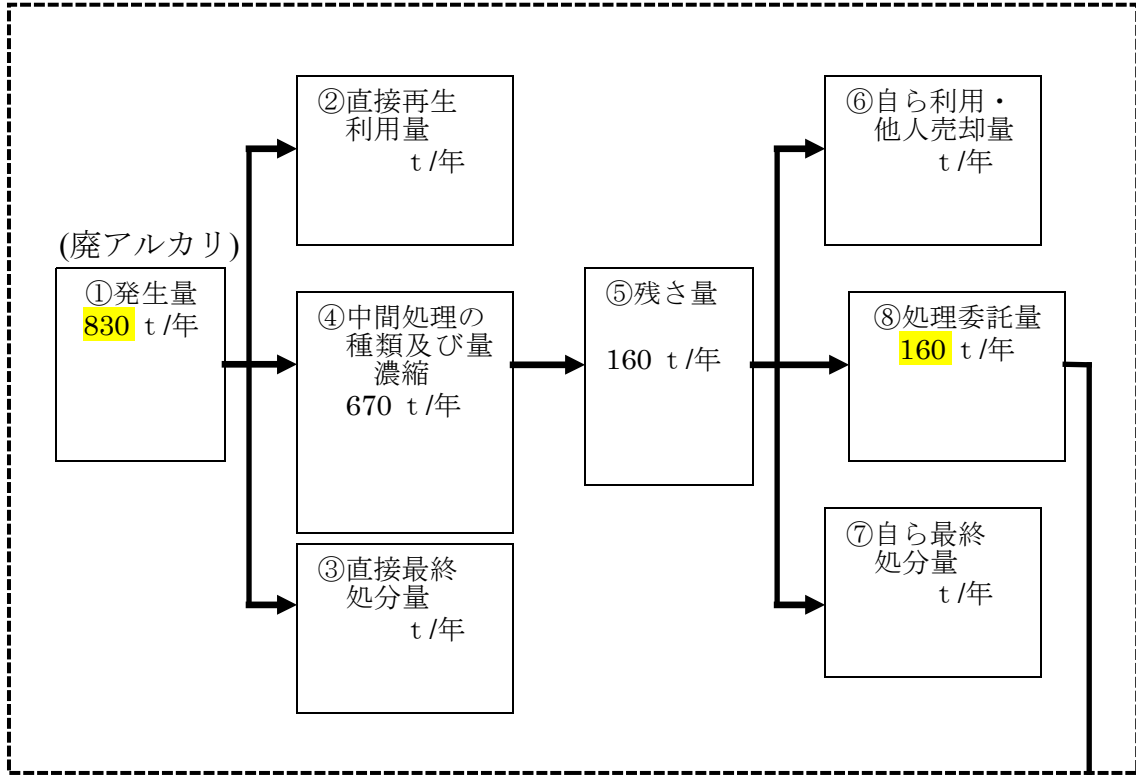 (廃アルカリ)
①発生量
830 t/年
②直接再生
利用量
t/年
④中間処理の
種類及び量
濃縮
670 t/年
③直接最終
処分量
t/年
⑤残さ量
160 t/年
⑥自ら利用・
他人売却量
t/年
⑧処理委託量
160 t/年
⑦自ら最終
処分量
t/年